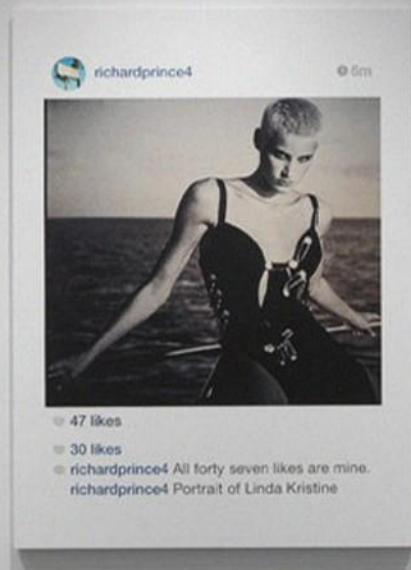 richardprince4 6m
47 likes
30 likes
richardprince4 All forty seven likes are mine.
richardprince4 Portrait of Linda Kristine